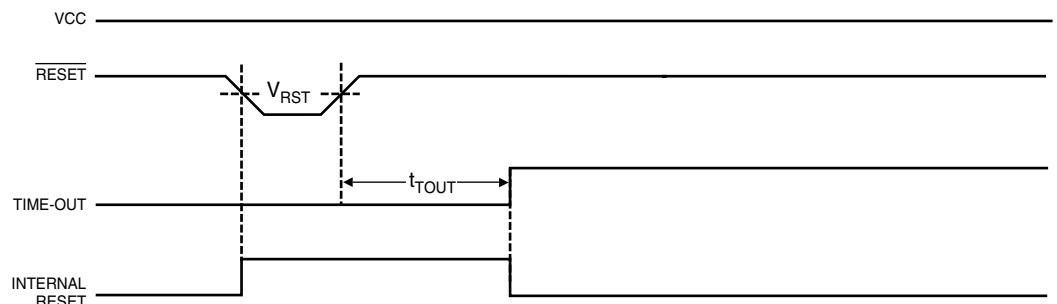 VCC
RESET
VRST
tTOUT
TIME-OUT
INTERNAL
RESET